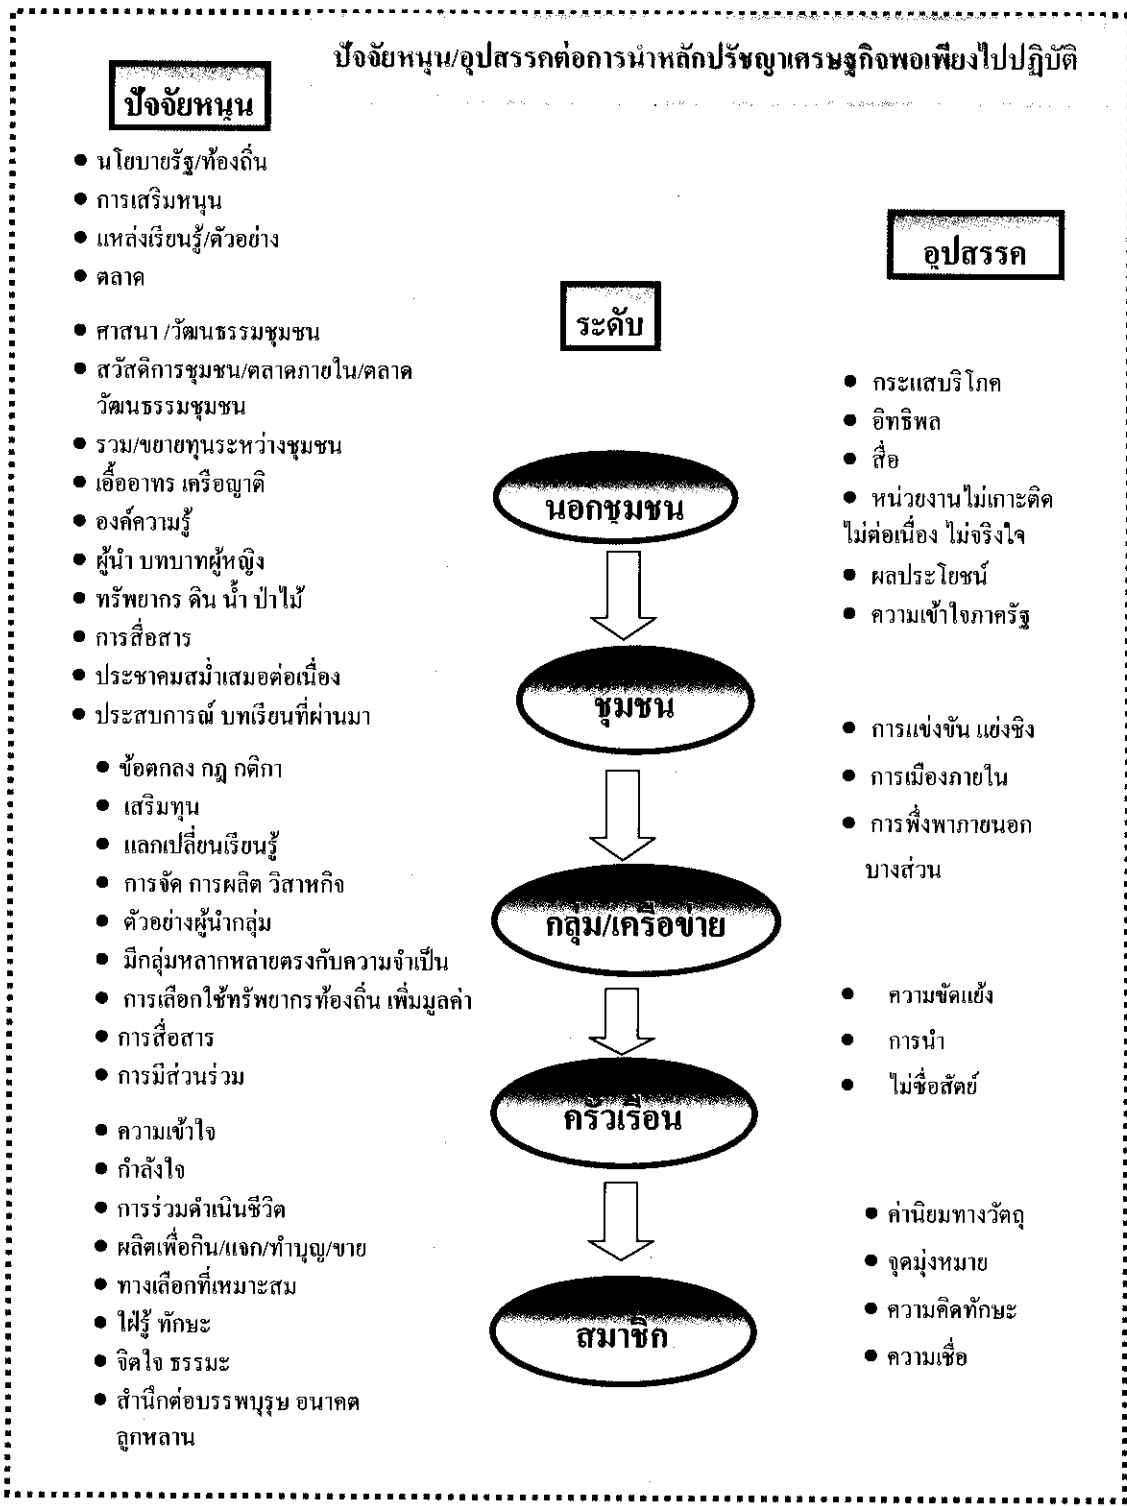 ปัจจัยหนุน/อุปสรรคต่อการนำหลักปรัชญาเศรษฐกิจพอเพียงไปปฏิบัติ
ปัจจัยหนุน
● นโยบายรัฐ/ท้องถิ่น
● การเสริมหนุน
● แหล่งเรียนรู้/ตัวอย่าง
● ตลาด
● ศาสนา /วัฒนธรรมชุมชน
● สวัสดิการชุมชน/ตลาดภายใน/ตลาด
วัฒนธรรมชุมชน
● รวม/ขยายทุนระหว่างชุมชน
● เอื้ออาทร เครือญาติ
● องค์ความรู้
● ผู้นำ บทบาทผู้หญิง
● ทรัพยากร ดิน น้ำ ป่าไม้
● การสื่อสาร
● ประชาคมสม่ำเสมอต่อเนื่อง
● ประสบการณ์ บทเรียนที่ผ่านมา
● ข้อตกลง กฎ กติกา
● เสริมทุน
● แลกเปลี่ยนเรียนรู้
● การจัด การผลิต วิสาหกิจ
● ตัวอย่างผู้นำกลุ่ม
● มีกลุ่มหลากหลายตรงกับความจำเป็น
● การเลือกใช้ทรัพยากรท้องถิ่น เพิ่มมูลค่า
● การสื่อสาร
● การมีส่วนร่วม
● ความเข้าใจ
● กำลังใจ
● การร่วมดำเนินชีวิต
● ผลิตเพื่อกิน/แจก/ทำบุญ/ขาย
● ทางเลือกที่เหมาะสม
● ใฝ่รู้ ทักษะ
● จิตใจ ธรรมะ
● สำนึกต่อบรรพบุรุษ อนาคต
ลูกหลาน
ระดับ
นอกชุมชน
ชุมชน
กลุ่ม/เครือข่าย
ครัวเรือน
สมาชิก
อุปสรรค
● กระแสบริโภค
● อิทธิพล
● สื่อ
● หน่วยงานไม่เกาะติด
ไม่ต่อเนื่อง ไม่จริงใจ
● ผลประโยชน์
● ความเข้าใจภาครัฐ
● การแข่งขัน แย่งชิง
● การเมืองภายใน
● การพึ่งพาภายนอก
บางส่วน
● ความขัดแย้ง
● การนำ
● ไม่ซื่อสัตย์
● ค่านิยมทางวัตถุ
● จุดมุ่งหมาย
● ความคิดทักษะ
● ความเชื่อ